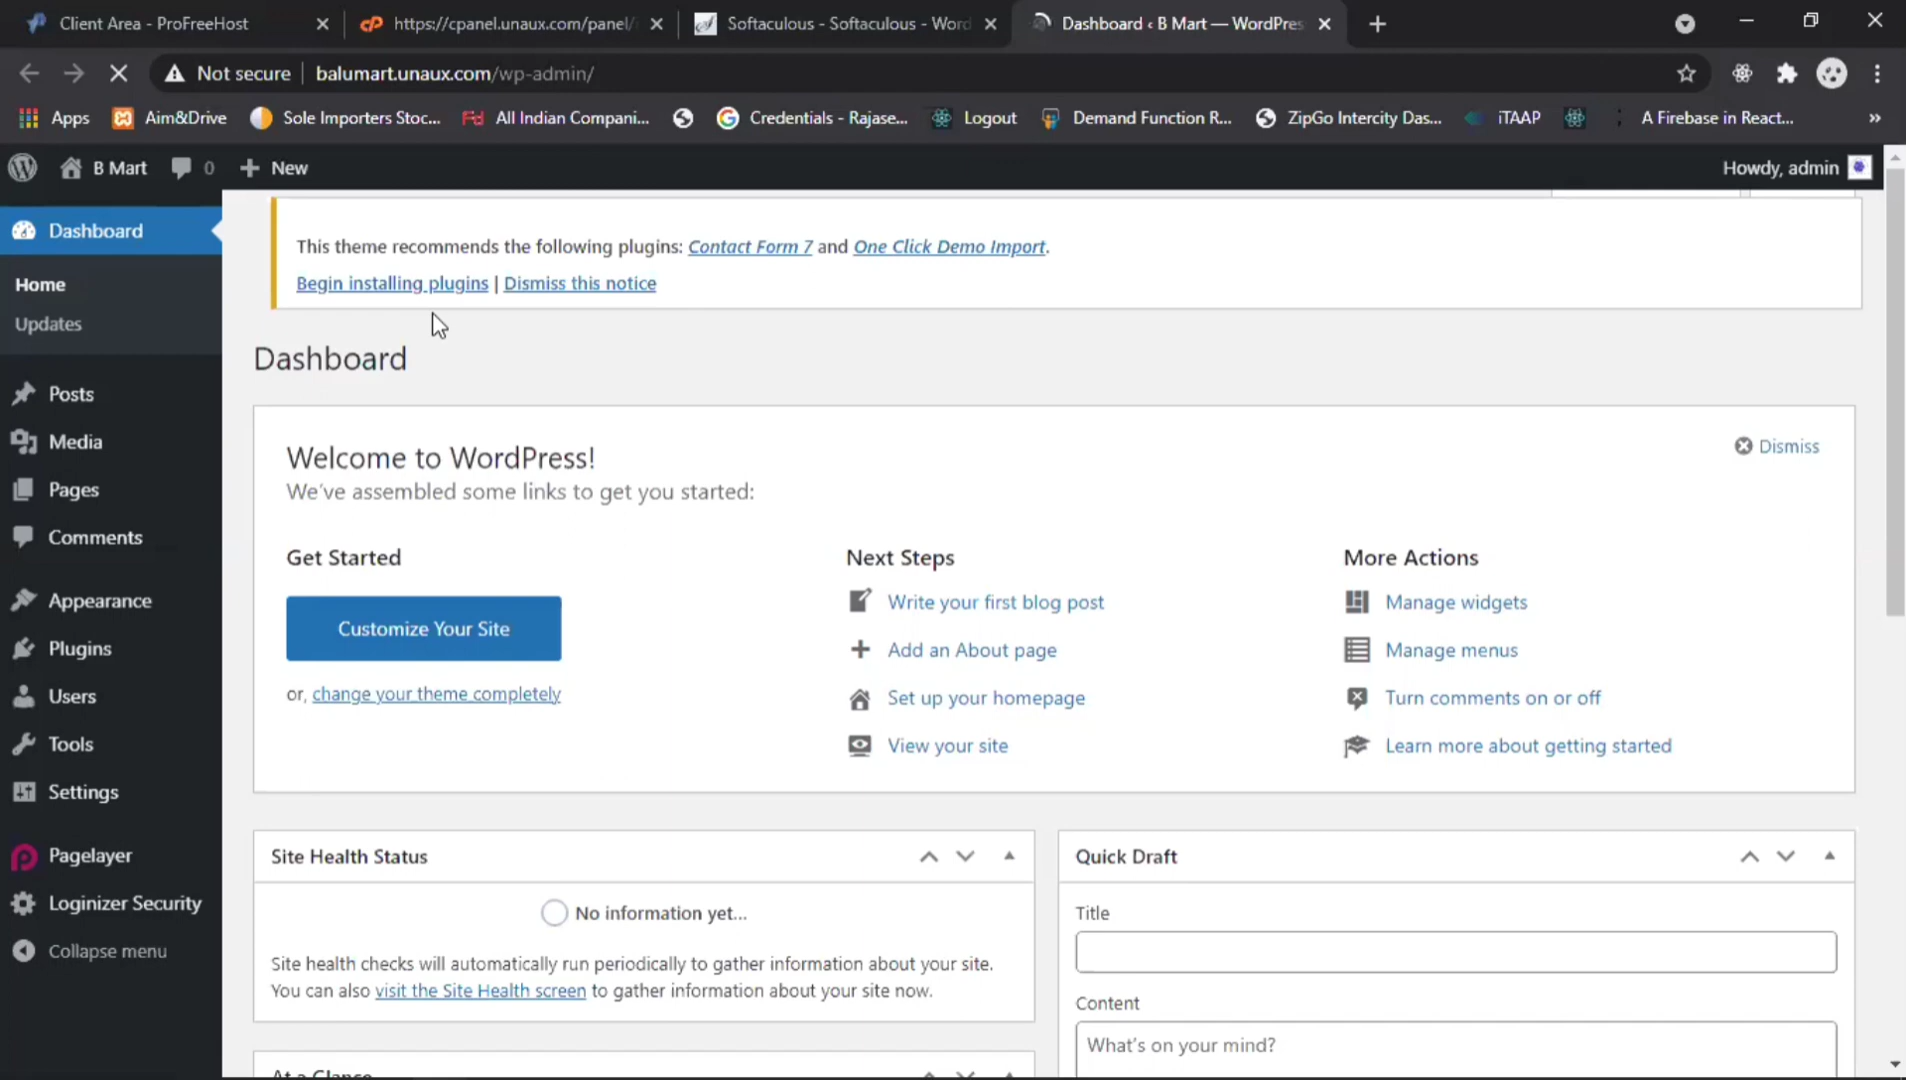 Client Area - ProFreeHost
https://cpanel.unaux.com/panel/
Softaculous - Softaculous - Word
Dashboard ‹ B Mart — WordPres
Not secure
balumart.unaux.com/wp-admin/
Apps
Aim&Drive
Sole Importers Stoc...
All Indian Compani...
Credentials - Rajase...
Logout
Demand Function R...
ZipGo Intercity Das...
iTAAP
A Firebase in React...
»
B Mart
0
New
Howdy, admin
Dashboard
Home
Updates
Posts
Media
Pages
Comments
Appearance
Plugins
Users
Tools
Settings
Pagelayer
Loginizer Security
Collapse menu
This theme recommends the following plugins: Contact Form 7 and One Click Demo Import.
Begin installing plugins | Dismiss this notice
Dashboard
Welcome to WordPress!
Dismiss
We've assembled some links to get you started:
Get Started
Customize Your Site
or, change your theme completely
Next Steps
Write your first blog post
Add an About page
Set up your homepage
View your site
More Actions
Manage widgets
Manage menus
Turn comments on or off
Learn more about getting started
Site Health Status
No information yet...
Site health checks will automatically run periodically to gather information about your site.
You can also visit the Site Health screen to gather information about your site now.
At a Glance
Quick Draft
Title
Content
What's on your mind?